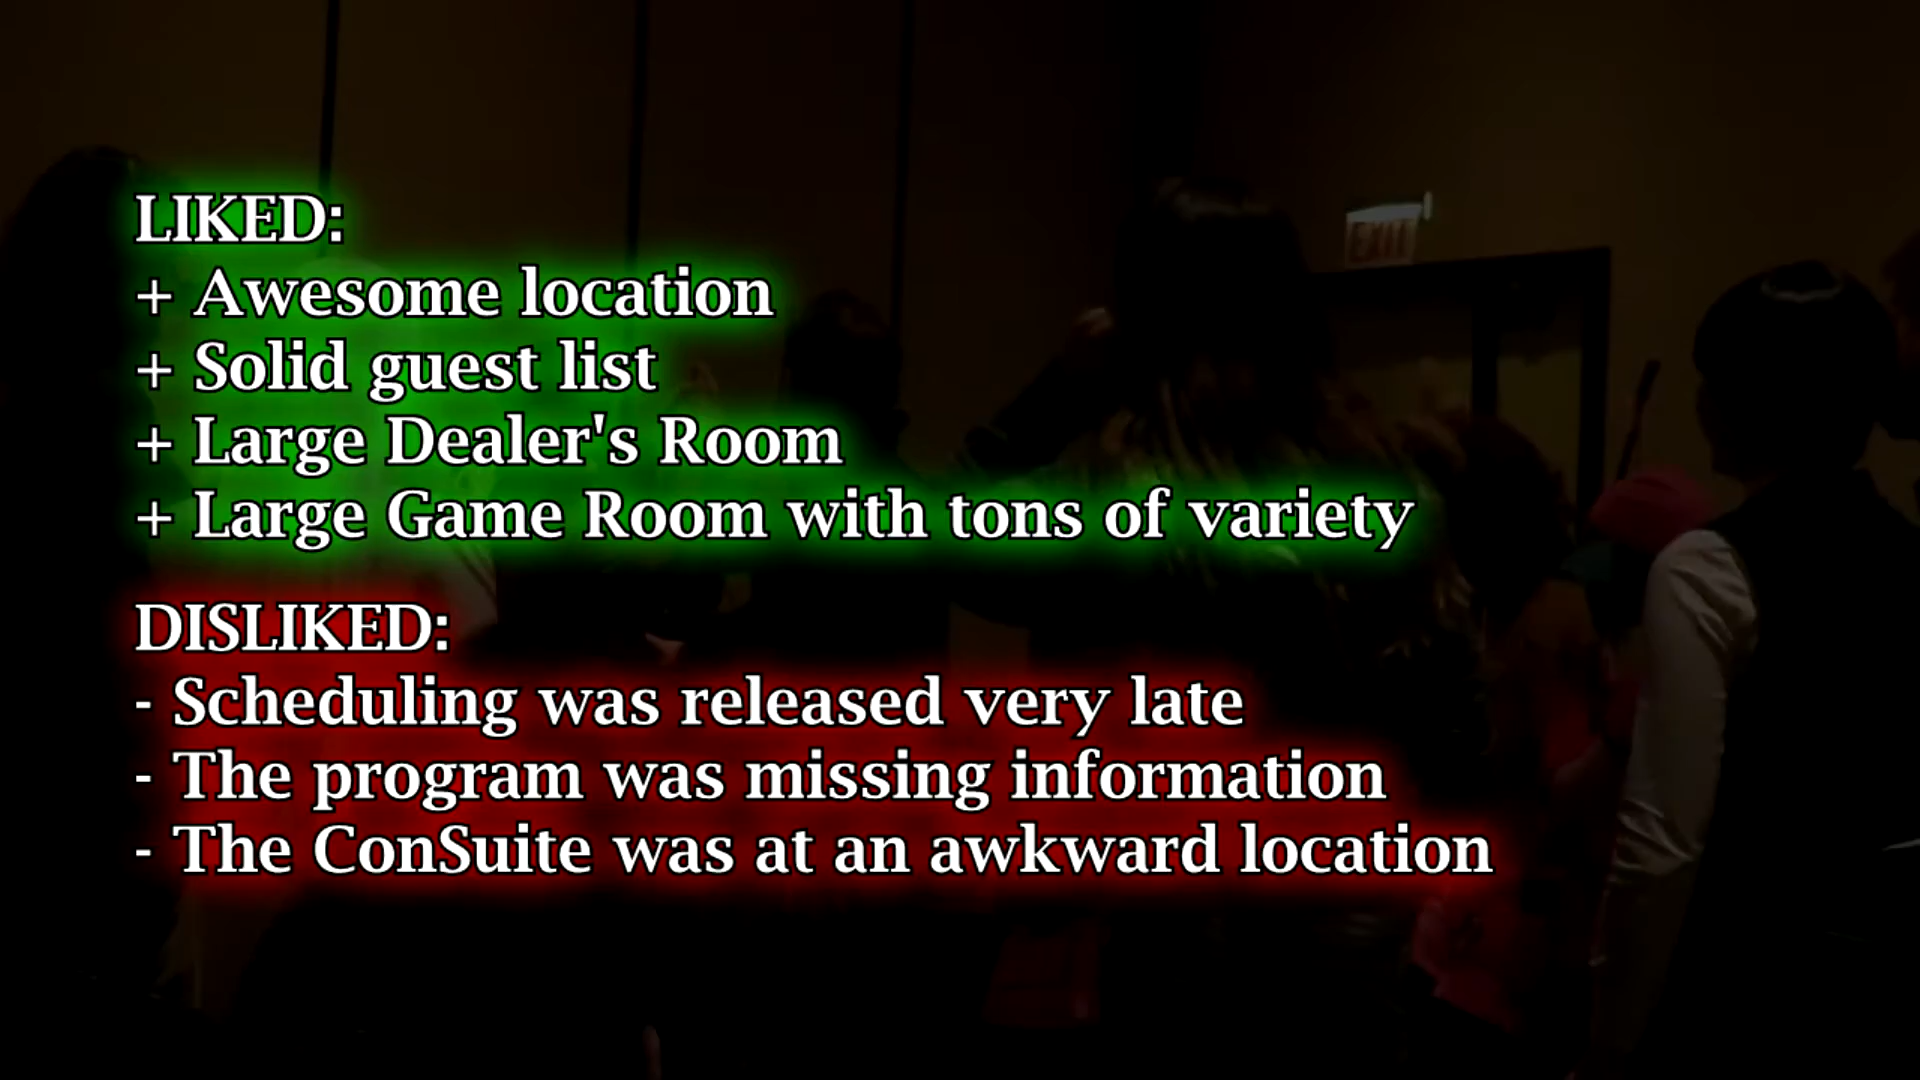 LIKED:
+ Awesome location
+ Solid guest list
+ Large Dealer's Room
+ Large Game Room with tons of variety
DISLIKED:
- Scheduling was released very late
- The program was missing information
- The ConSuite was at an awkward location
EXIT